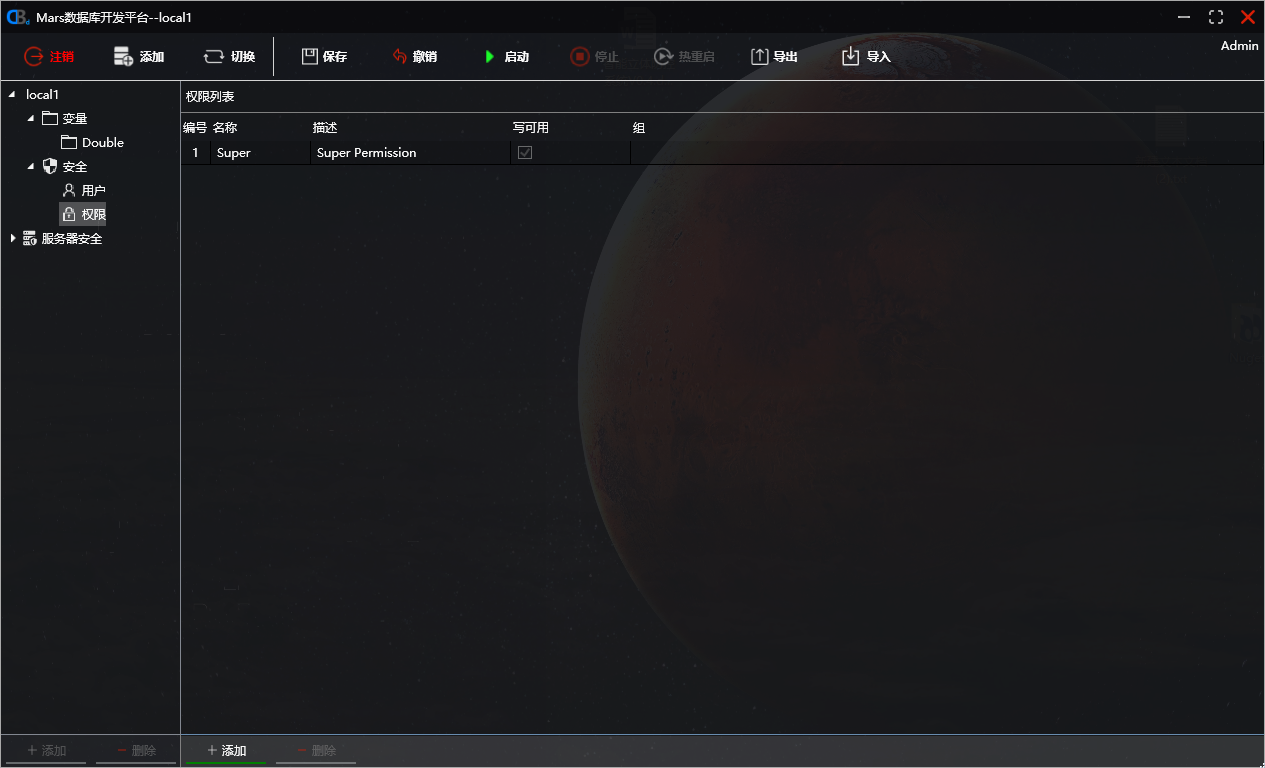 Mars数据库开发平台--local1
注销 添加 切换 保存 撤销 启动 停止 热重启 导出 导入 Admin
local1
变量
Double
安全
用户
权限
服务器安全
权限列表
编号 名称 描述 写可用 组
1 Super Super Permission
+ 添加 − 删除 + 添加 − 删除